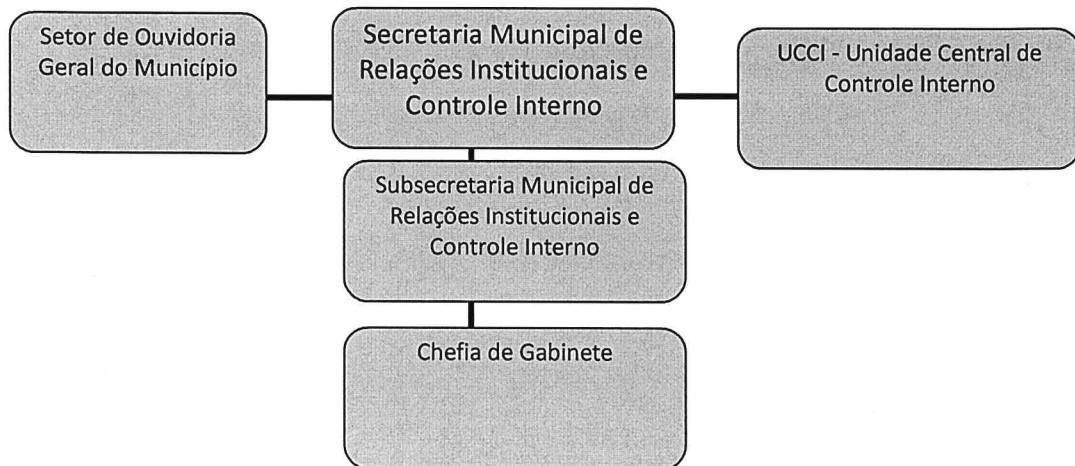 Setor de Ouvidoria
Geral do Município
Secretaria Municipal de
Relações Institucionais e
Controle Interno
UCCI - Unidade Central de
Controle Interno
Subsecretaria Municipal de
Relações Institucionais e
Controle Interno
Chefia de Gabinete